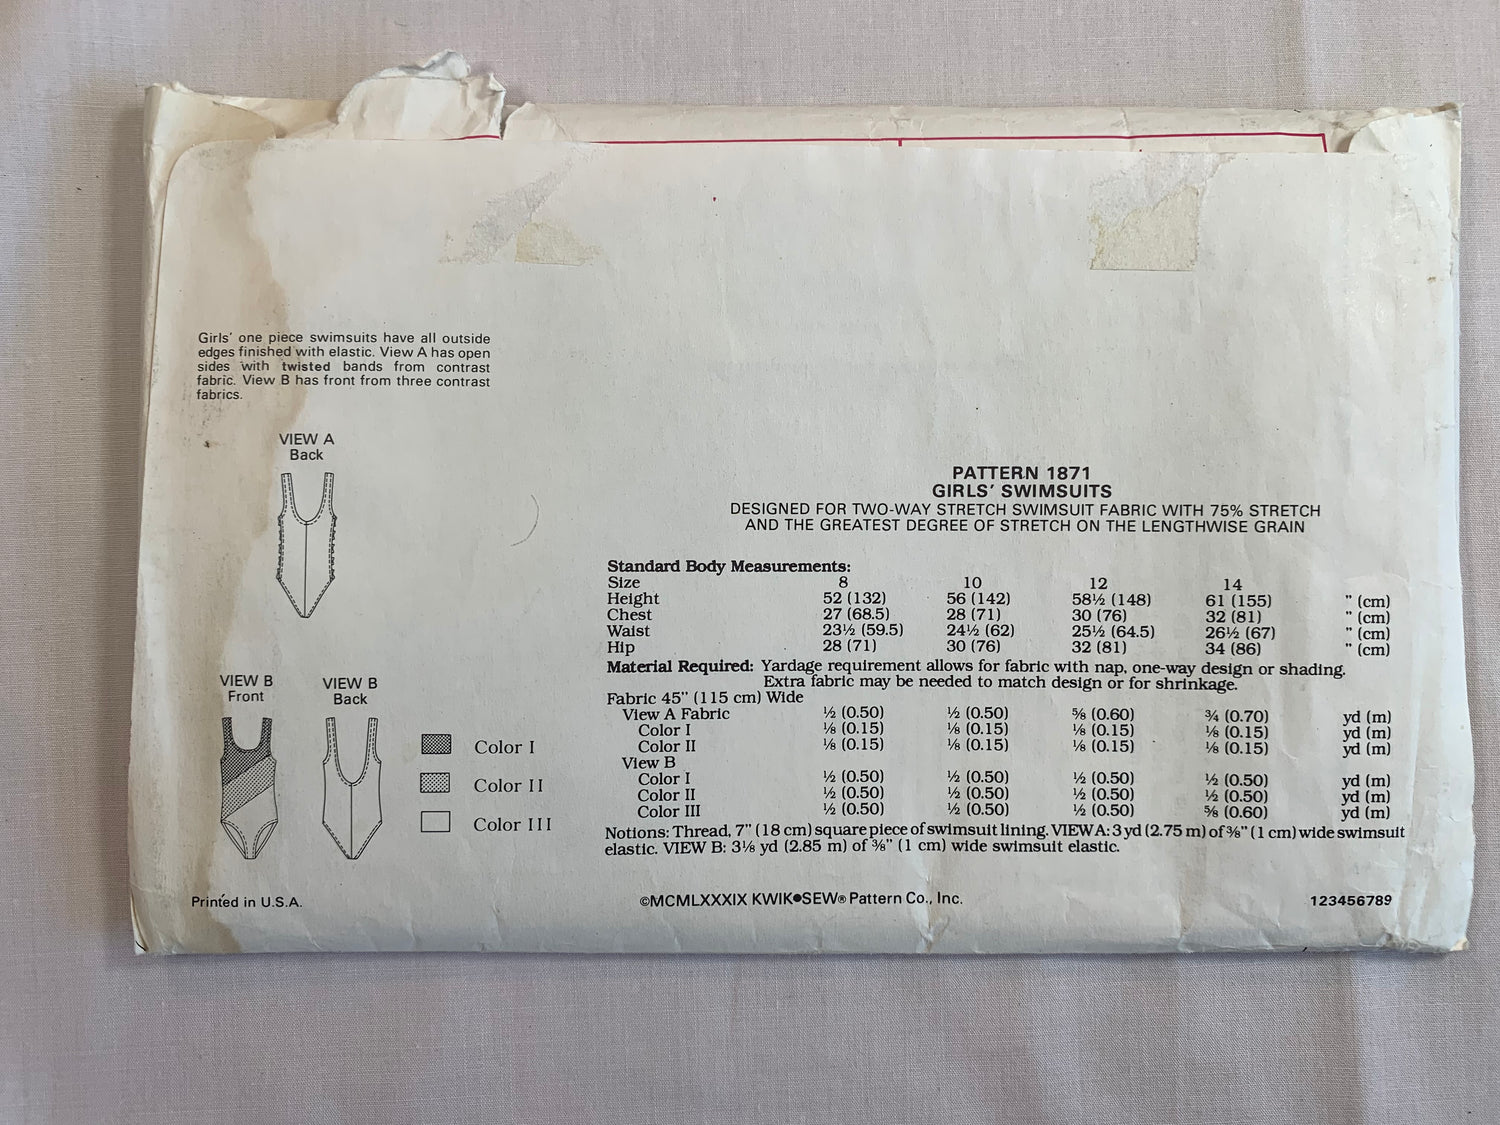 Girls' one piece swimsuits have all outside
edges finished with elastic. View A has open
sides with twisted bands from contrast
fabric. View B has front from three contrast
fabrics.
VIEW A
Back
VIEW B
Front
VIEW B
Back
Color I
Color II
Color III
PATTERN 1871
GIRLS' SWIMSUITS
DESIGNED FOR TWO-WAY STRETCH SWIMSUIT FABRIC WITH 75% STRETCH
AND THE GREATEST DEGREE OF STRETCH ON THE LENGTHWISE GRAIN
Standard Body Measurements:
Size 8 10 12 14
Height 52 (132) 56 (142) 58½ (148) 61 (155) " (cm)
Chest 27 (68.5) 28 (71) 30 (76) 32 (81) " (cm)
Waist 23½ (59.5) 24½ (62) 25½ (64.5) 26½ (67) " (cm)
Hip 28 (71) 30 (76) 32 (81) 34 (86) " (cm)
Material Required: Yardage requirement allows for fabric with nap, one-way design or shading.
Extra fabric may be needed to match design or for shrinkage.
Fabric 45" (115 cm) Wide
View A Fabric ½ (0.50) ½ (0.50) ⅝ (0.60) ¾ (0.70) yd (m)
Color I ⅛ (0.15) ⅛ (0.15) ⅛ (0.15) ⅛ (0.15) yd (m)
Color II ⅛ (0.15) ⅛ (0.15) ⅛ (0.15) ⅛ (0.15) yd (m)
View B
Color I ½ (0.50) ½ (0.50) ½ (0.50) ½ (0.50) yd (m)
Color II ½ (0.50) ½ (0.50) ½ (0.50) ½ (0.50) yd (m)
Color III ½ (0.50) ½ (0.50) ½ (0.50) ⅝ (0.60) yd (m)
Notions: Thread, 7" (18 cm) square piece of swimsuit lining. VIEW A: 3 yd (2.75 m) of ⅜" (1 cm) wide swimsuit
elastic. VIEW B: 3⅛ yd (2.85 m) of ⅜" (1 cm) wide swimsuit elastic.
Printed in U.S.A.
©MCMLXXXIX KWIK●SEW® Pattern Co., Inc.
123456789